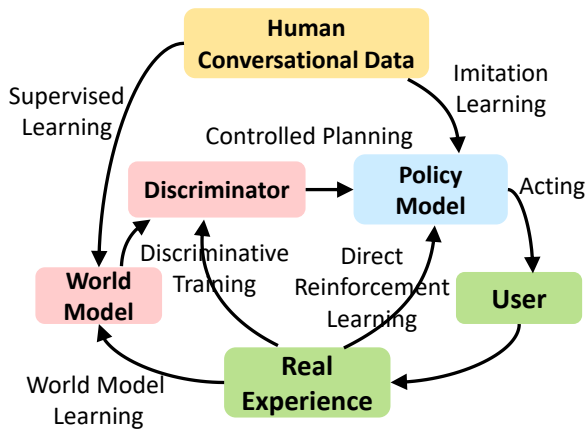 Human
Conversational Data
Supervised
Learning
Imitation
Learning
Controlled Planning
Discriminator
Policy
Model
Acting
Discriminative
Training
Direct
Reinforcement
Learning
World
Model
User
Real
Experience
World Model
Learning